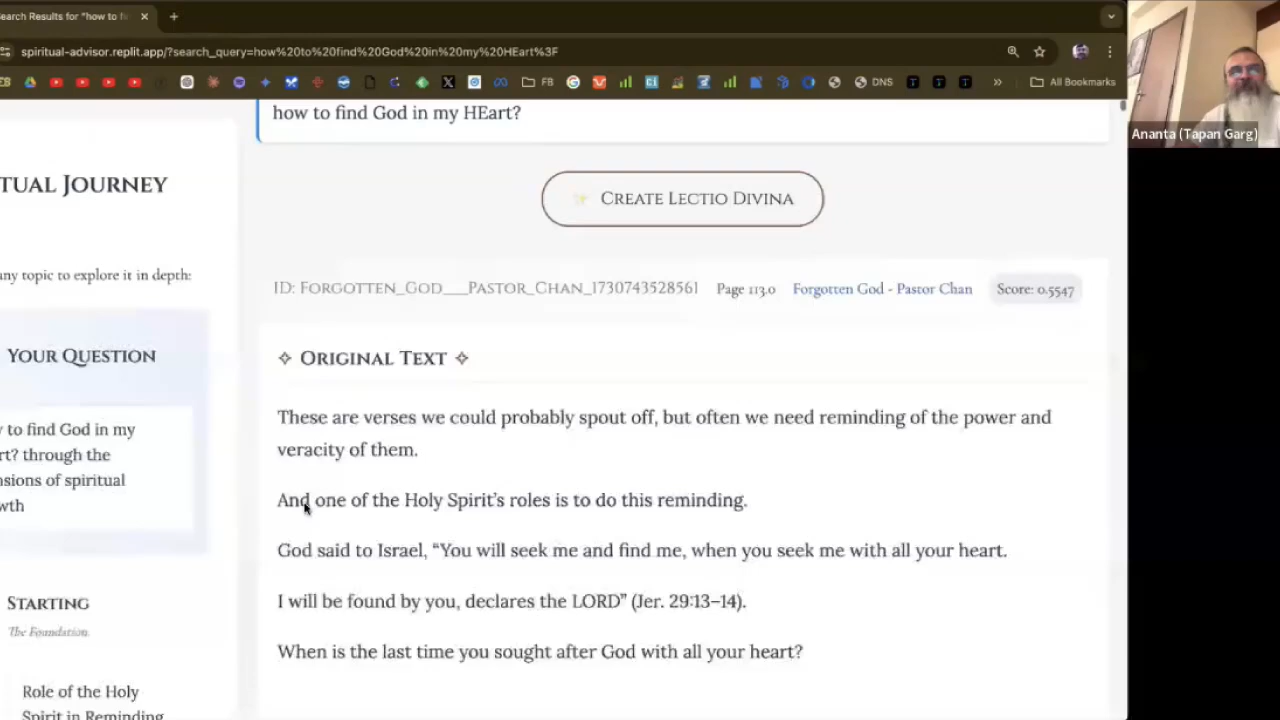 earch Results for "how to fi
spiritual-advisor.replit.app/?search_query=how%20to%20find%20God%20in%20my%20HEart%3F
FB
DNS
All Bookmarks
Ananta (Tapan Garg)
how to find God in my HEart?
TUAL JOURNEY
CREATE LECTIO DIVINA
any topic to explore it in depth:
ID: FORGOTTEN_GOD___PASTOR_CHAN_1730743528561 Page 113.0 Forgotten God - Pastor Chan Score: 0.5547
YOUR QUESTION
to find God in my
rt? through the
nsions of spiritual
wth
✧ ORIGINAL TEXT ✧
These are verses we could probably spout off, but often we need reminding of the power and
veracity of them.
And one of the Holy Spirit's roles is to do this reminding.
God said to Israel, “You will seek me and find me, when you seek me with all your heart.
I will be found by you, declares the LORD” (Jer. 29:13–14).
When is the last time you sought after God with all your heart?
STARTING
The Foundation.
Role of the Holy
Spirit in Reminding